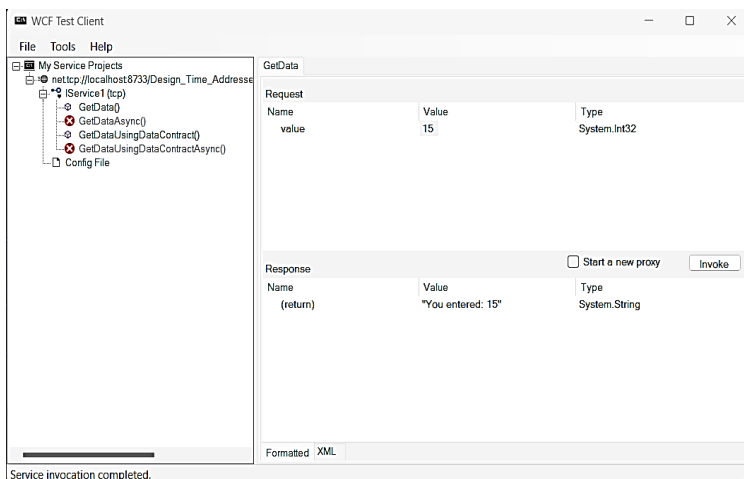 WCF Test Client
File Tools Help
My Service Projects
net.tcp://localhost:8733/Design_Time_Addresse
IService1 (tcp)
GetData()
GetDataAsync()
GetDataUsingDataContract()
GetDataUsingDataContractAsync()
Config File
GetData
Request
Name Value Type
value 15 System.Int32
Response
Start a new proxy
Invoke
Name Value Type
(return) "You entered: 15" System.String
Formatted XML
Service invocation completed.